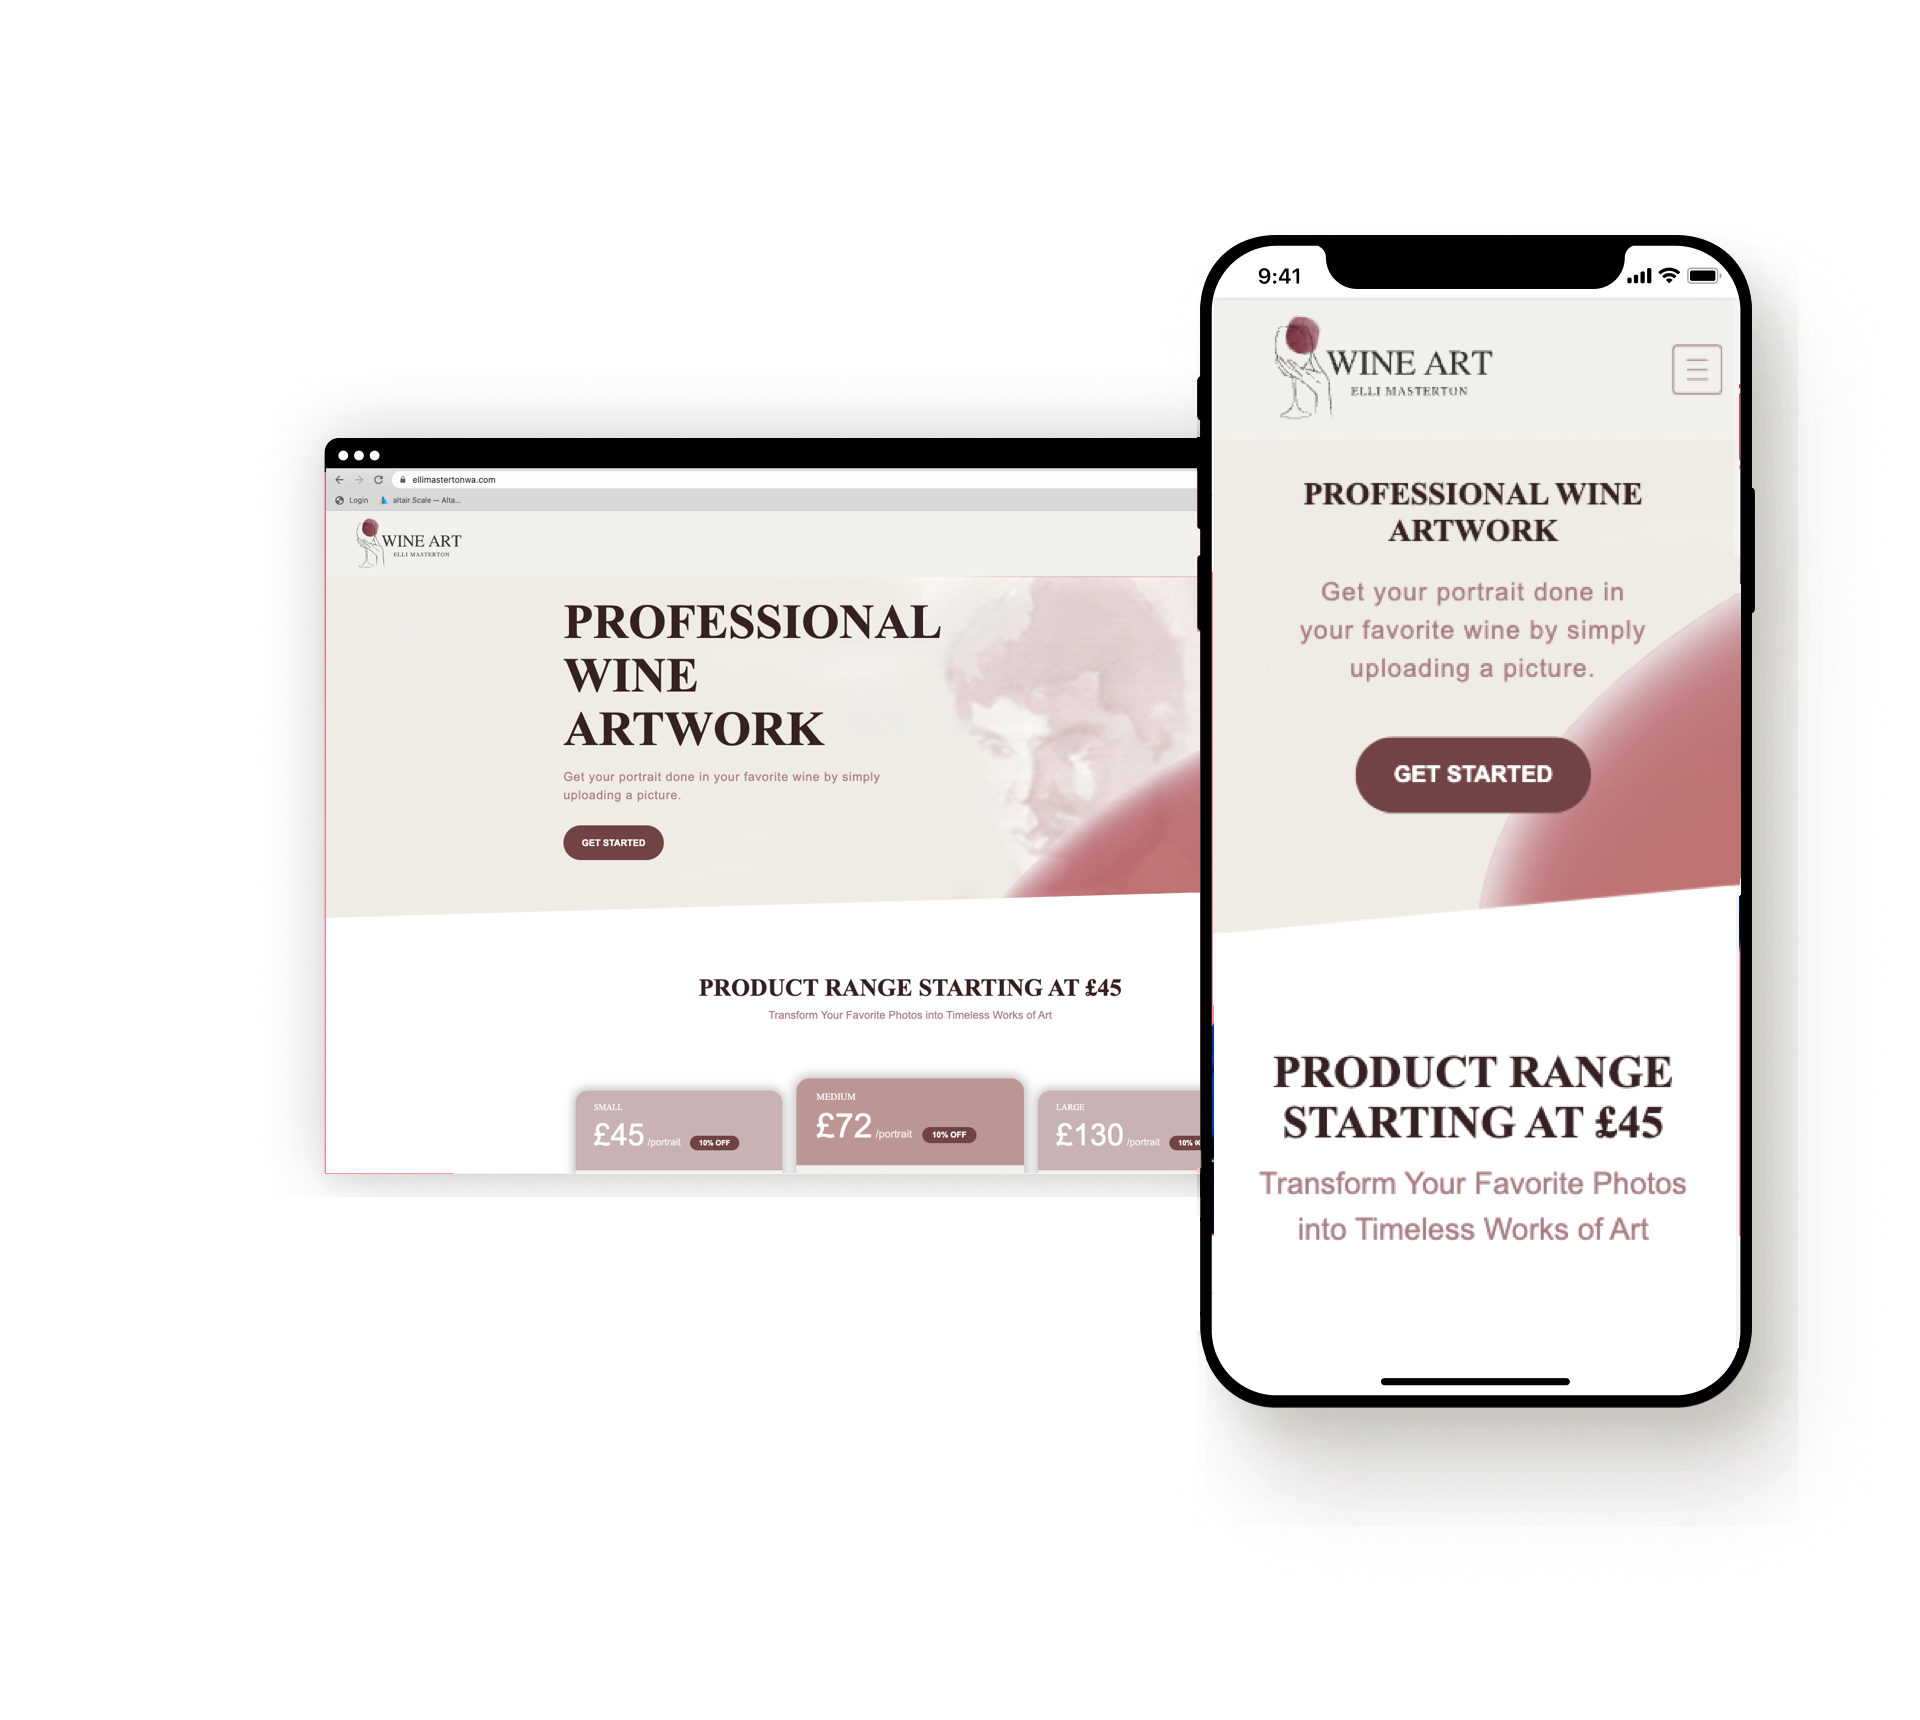 ellimastertonwa.com
Login altair.Scale — Alta...
WINE ART
ELLI MASTERTON
PROFESSIONAL
WINE
ARTWORK
Get your portrait done in your favorite wine by simply
uploading a picture.
GET STARTED
PRODUCT RANGE STARTING AT £45
Transform Your Favorite Photos into Timeless Works of Art
SMALL
£45 /portrait 10% OFF
MEDIUM
£72 /portrait 10% OFF
LARGE
£130 /portrait 10%
9:41
WINE ART
ELLI MASTERTON
PROFESSIONAL WINE
ARTWORK
Get your portrait done in
your favorite wine by simply
uploading a picture.
GET STARTED
PRODUCT RANGE
STARTING AT £45
Transform Your Favorite Photos
into Timeless Works of Art